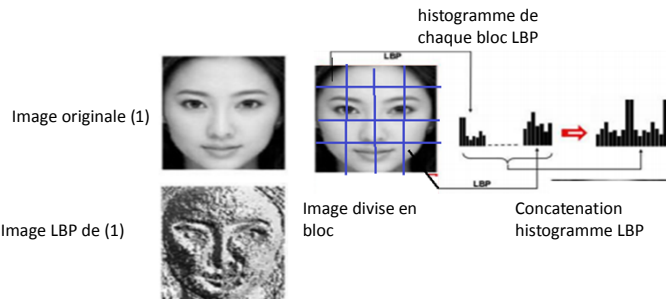 histogramme de
chaque bloc LBP
LBP
Image originale (1)
LBP
Image LBP de (1)
Image divise en
bloc
Concatenation
histogramme LBP